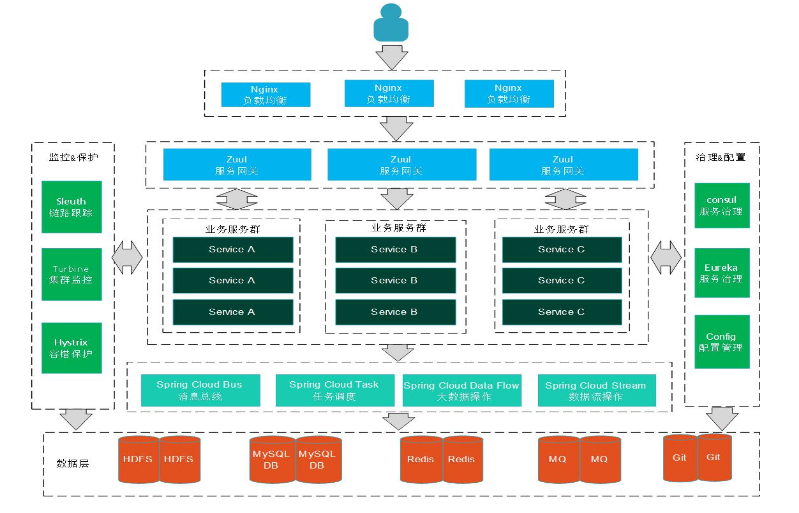 Nginx
负载均衡
Nginx
负载均衡
Nginx
负载均衡
监控&保护
Sleuth
链路跟踪
Turbine
集群监控
Hystrix
容错保护
Zuul
服务网关
Zuul
服务网关
Zuul
服务网关
业务服务群
Service A
Service A
Service A
业务服务群
Service B
Service B
Service B
业务服务群
Service C
Service C
Service C
治理&配置
consul
服务治理
Eureka
服务治理
Config
配置管理
Spring Cloud Bus
消息总线
Spring Cloud Task
任务调度
Spring Cloud Data Flow
大数据操作
Spring Cloud Stream
数据流操作
数据层
HDFS
HDFS
MySQL
DB
MySQL
DB
Redis
Redis
MQ
MQ
Git
Git